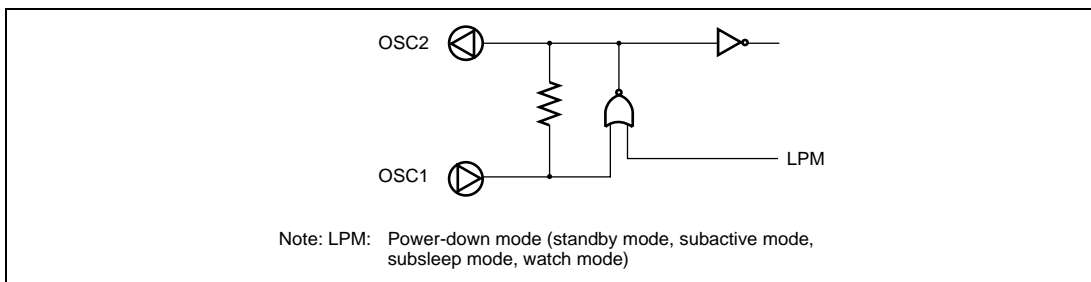 OSC2
OSC1
LPM
Note: LPM: Power-down mode (standby mode, subactive mode,
subsleep mode, watch mode)